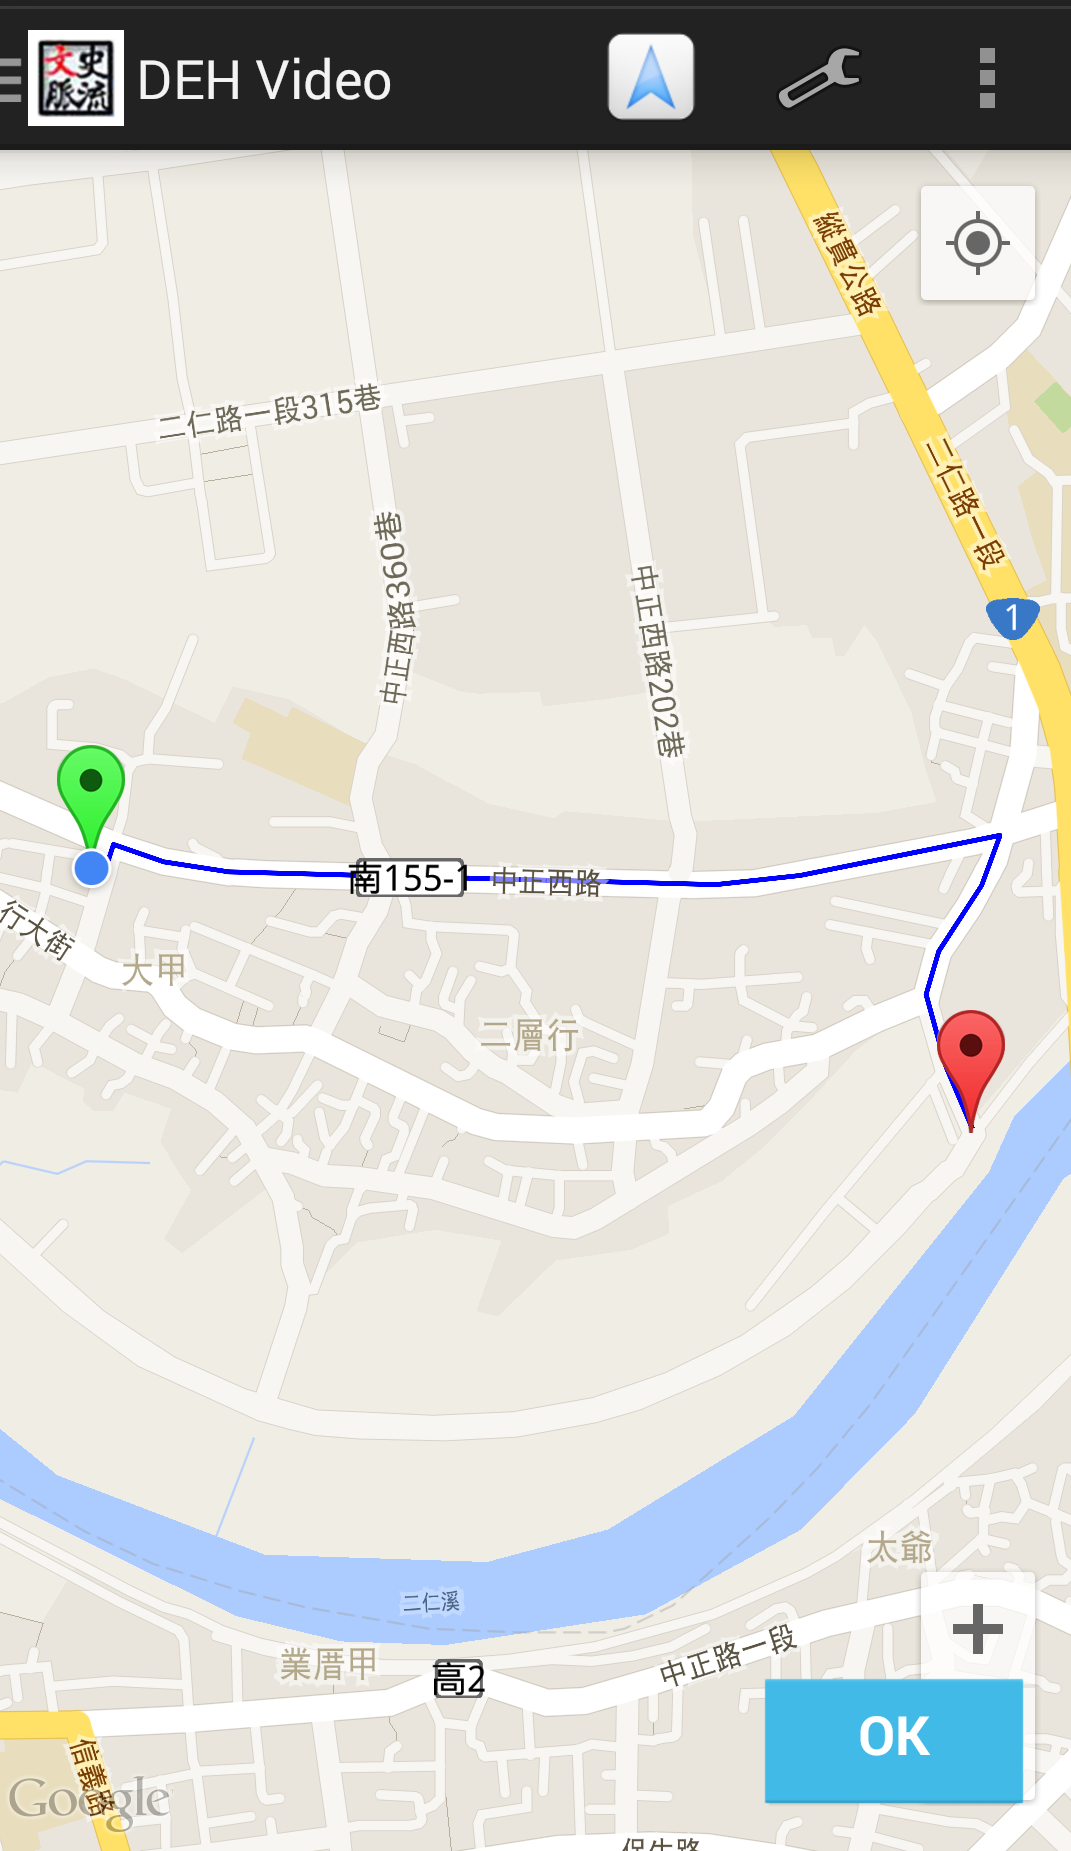 文史
脈流
DEH Video
縱貫公路
二仁路一段315巷
二仁路一段
中正西路360巷
中正西路202巷
1
南155-1
中正西路
行大街
大甲
二層行
太爺
二仁溪
業厝甲
高2
中正路一段
OK
信義路
Google
保生路